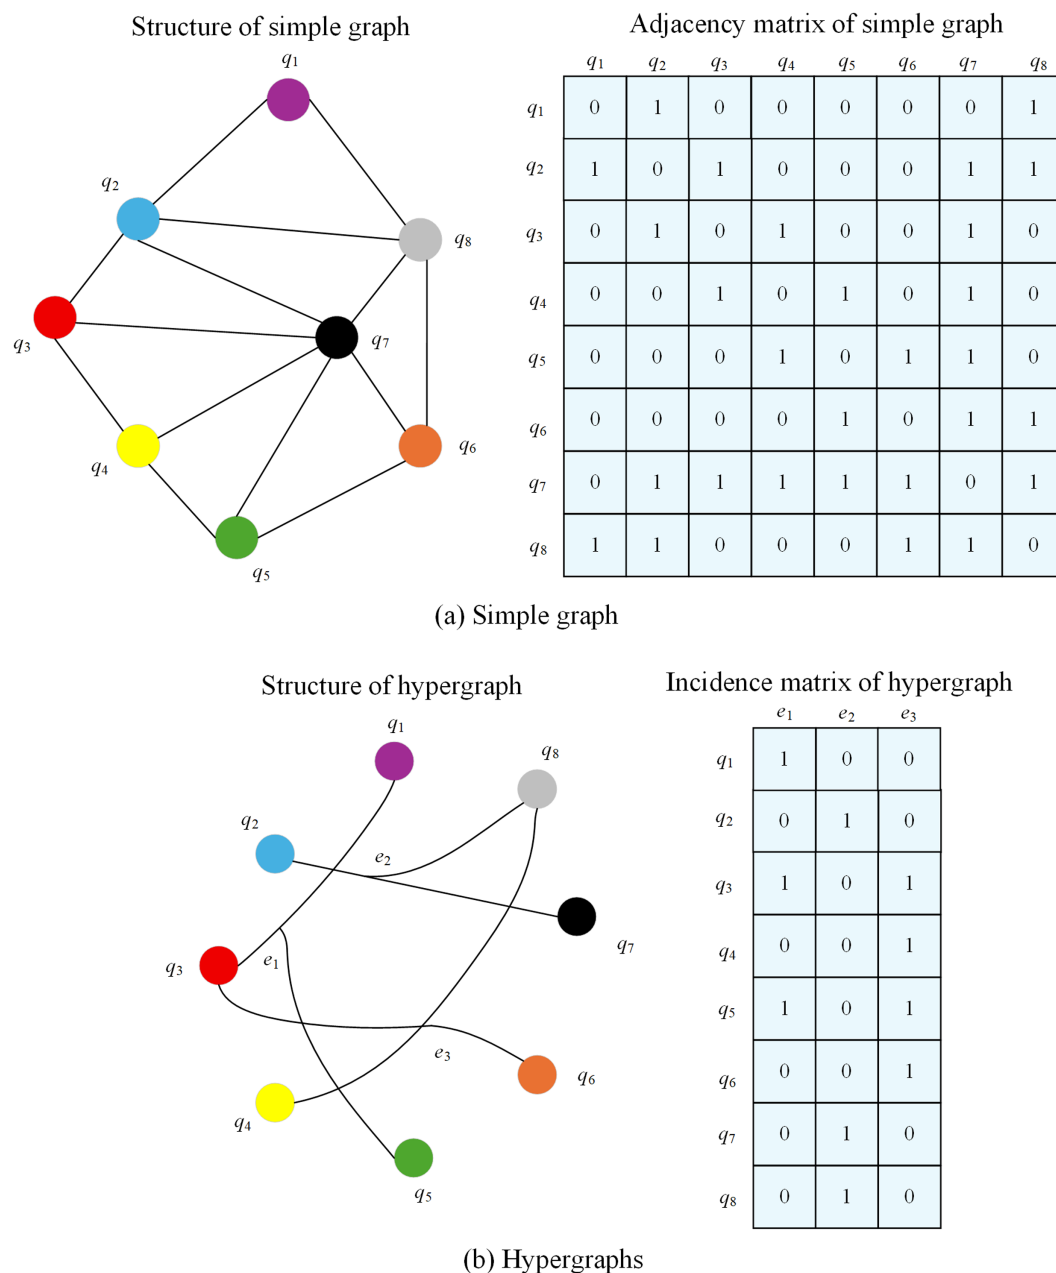 Structure of simple graph
q1
q2
q8
q3
q7
q4
q6
q5
Adjacency matrix of simple graph
q1 q2 q3 q4 q5 q6 q7 q8
q1 0 1 0 0 0 0 0 1
q2 1 0 1 0 0 0 1 1
q3 0 1 0 1 0 0 1 0
q4 0 0 1 0 1 0 1 0
q5 0 0 0 1 0 1 1 0
q6 0 0 0 0 1 0 1 1
q7 0 1 1 1 1 1 0 1
q8 1 1 0 0 0 1 1 0
(a) Simple graph
Structure of hypergraph
q1
q8
q2
e2
q7
q3
e1
e3
q6
q4
q5
Incidence matrix of hypergraph
e1 e2 e3
q1 1 0 0
q2 0 1 0
q3 1 0 1
q4 0 0 1
q5 1 0 1
q6 0 0 1
q7 0 1 0
q8 0 1 0
(b) Hypergraphs